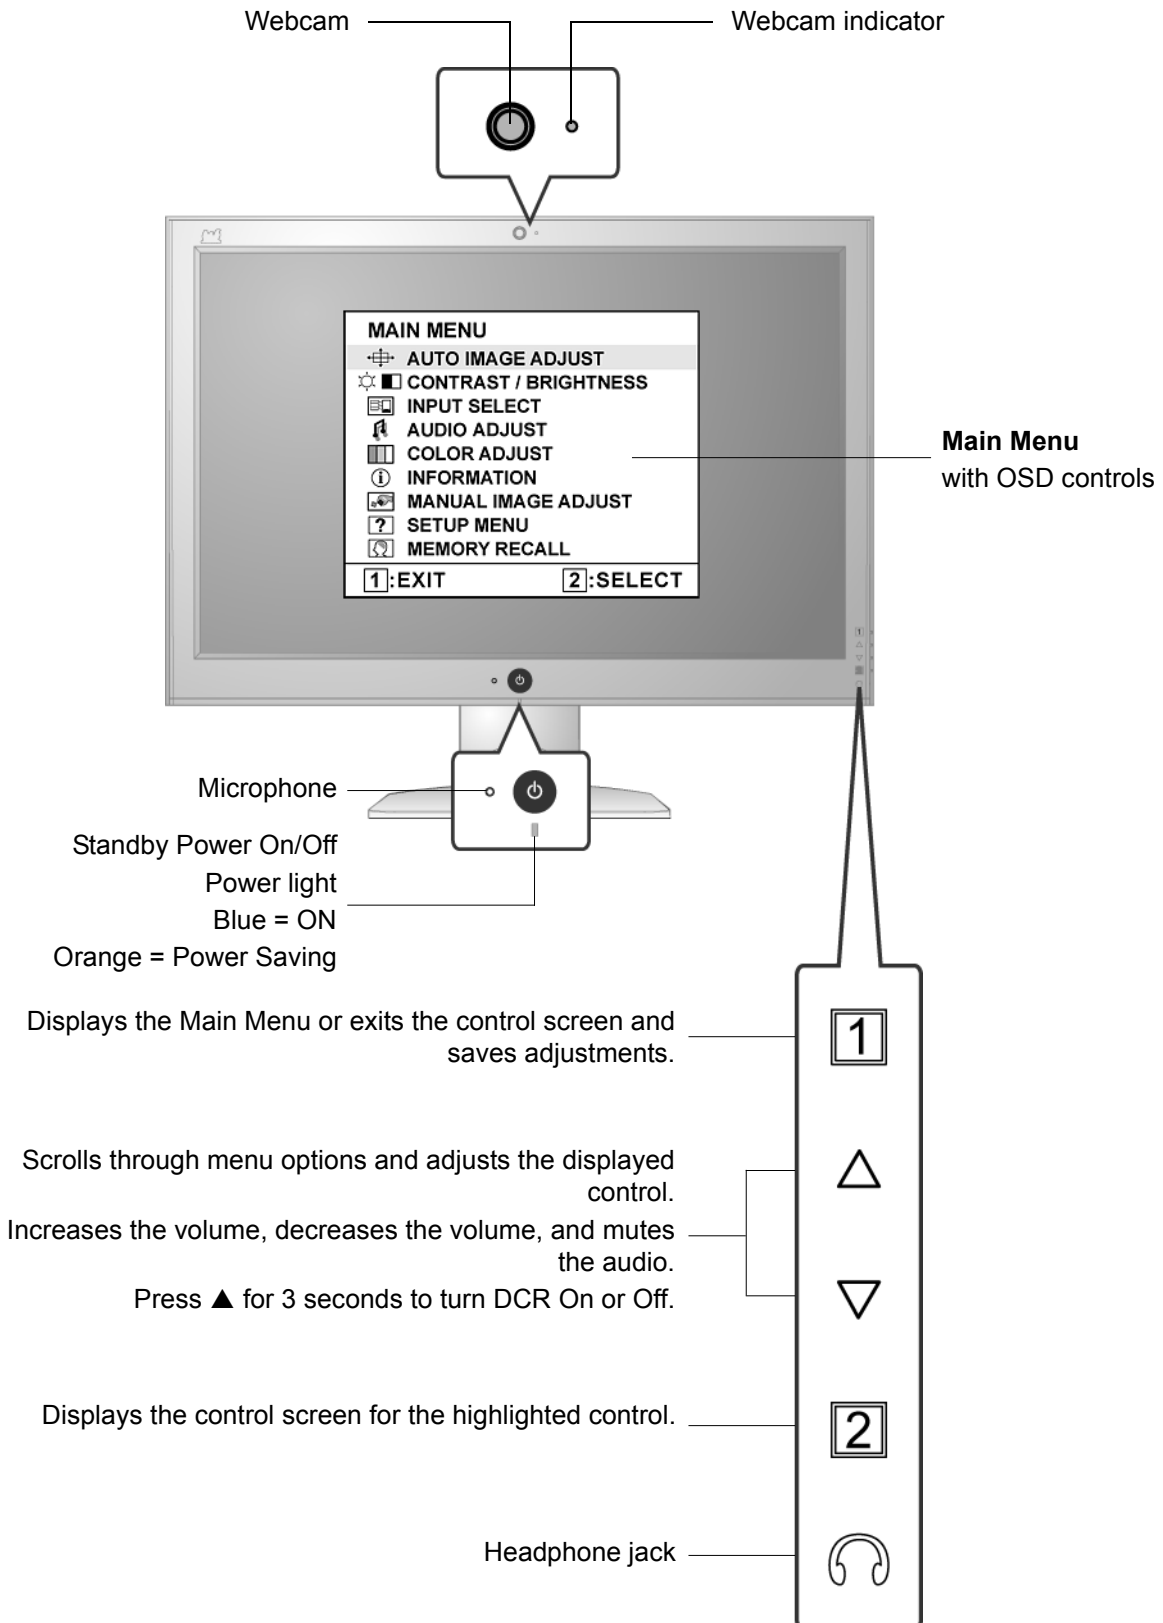 Webcam
Webcam indicator
MAIN MENU
AUTO IMAGE ADJUST
CONTRAST / BRIGHTNESS
INPUT SELECT
AUDIO ADJUST
COLOR ADJUST
INFORMATION
MANUAL IMAGE ADJUST
SETUP MENU
MEMORY RECALL
1:EXIT
2:SELECT
Main Menu
with OSD controls
1
Microphone
Standby Power On/Off
Power light
Blue = ON
Orange = Power Saving
Displays the Main Menu or exits the control screen and
saves adjustments.
1
Scrolls through menu options and adjusts the displayed
control.
Increases the volume, decreases the volume, and mutes
the audio.
Press ▲ for 3 seconds to turn DCR On or Off.
Displays the control screen for the highlighted control.
2
Headphone jack